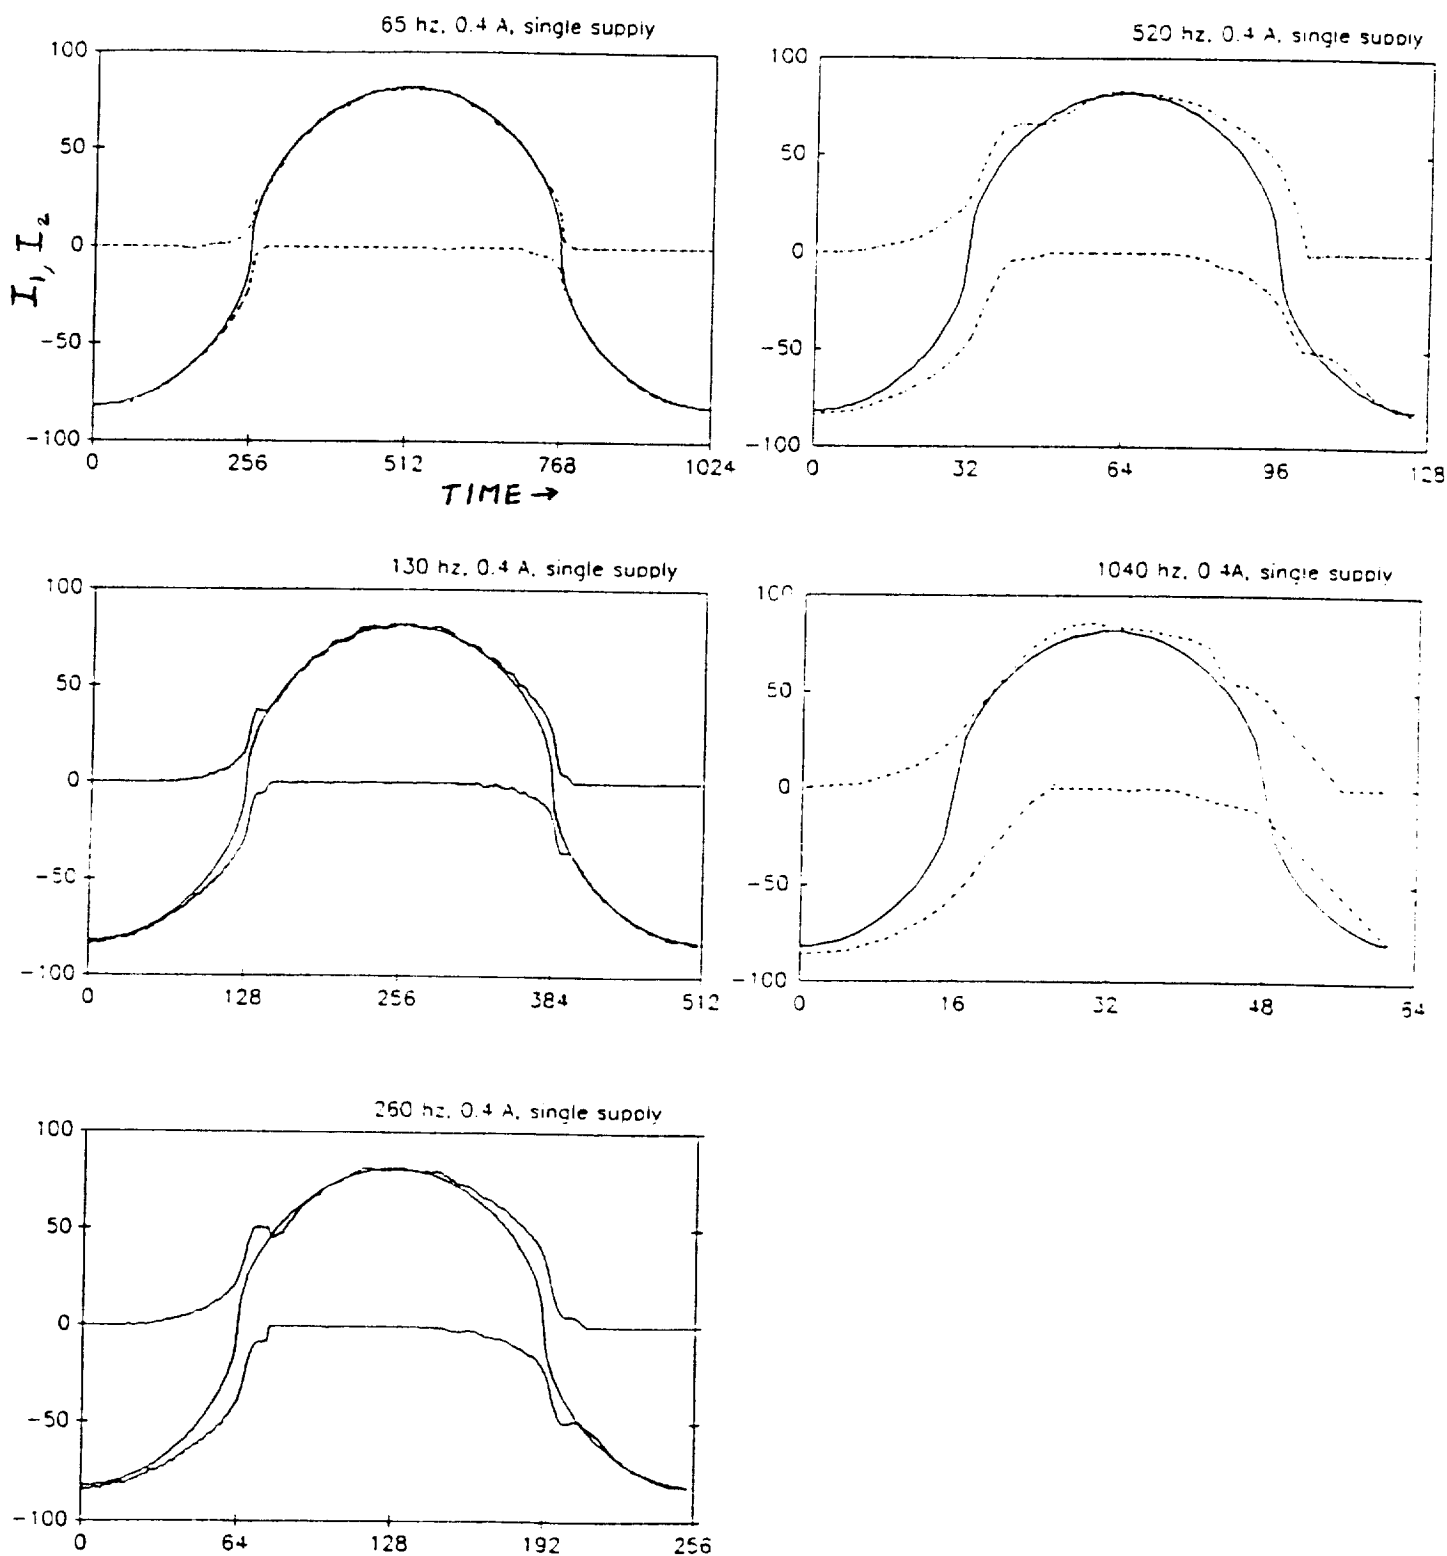 65 hz, 0.4 A, single supply
100
50
0
-50
-100
0 256 512 768 1024
I1, I2
TIME →
520 hz, 0.4 A, single supply
100
50
0
-50
-100
0 32 64 96 128
130 hz, 0.4 A, single supply
100
50
0
-50
-100
0 128 256 384 512
1040 hz, 0 4A, single supply
100
50
0
-50
-100
0 16 32 48 64
260 hz, 0.4 A, single supply
100
50
0
-50
-100
0 64 128 192 256